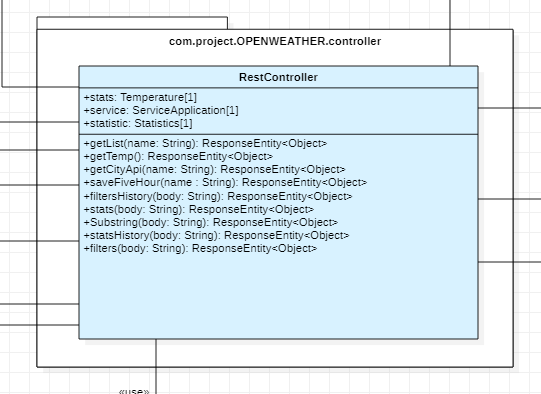 com.project.OPENWEATHER.controller
RestController
+stats: Temperature[1]
+service: ServiceApplication[1]
+statistic: Statistics[1]
+getList(name: String): ResponseEntity<Object>
+getTemp(): ResponseEntity<Object>
+getCityApi(name: String): ResponseEntity<Object>
+saveFiveHour(name : String): ResponseEntity<Object>
+filtersHistory(body: String): ResponseEntity<Object>
+stats(body: String): ResponseEntity<Object>
+Substring(body: String): ResponseEntity<Object>
+statsHistory(body: String): ResponseEntity<Object>
+filters(body: String): ResponseEntity<Object>
«use»